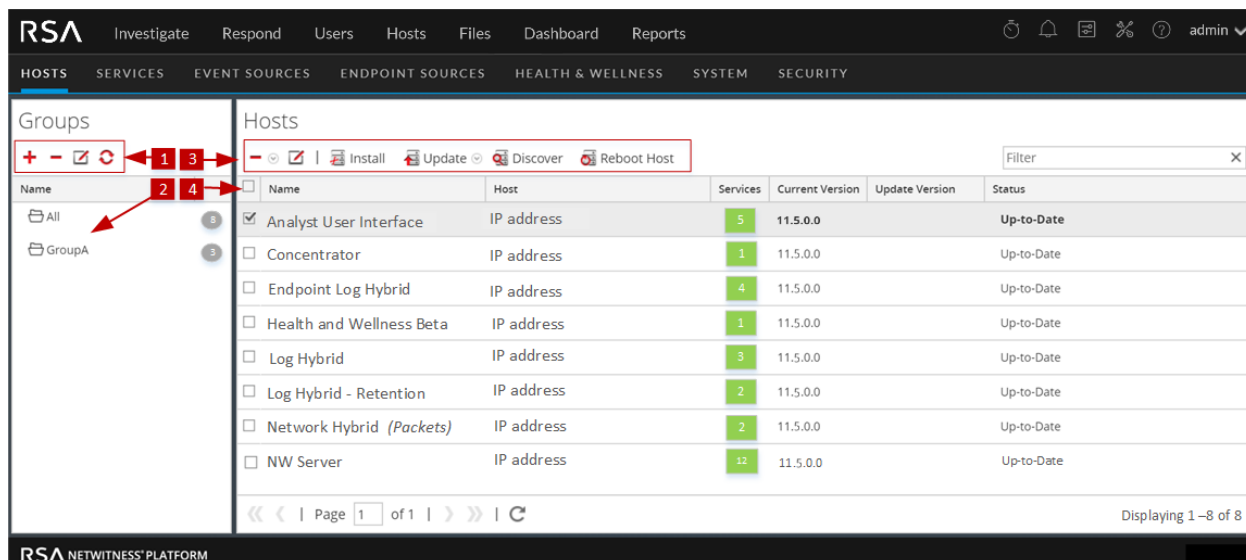 RSA Investigate Respond Users Hosts Files Dashboard Reports admin
HOSTS SERVICES EVENT SOURCES ENDPOINT SOURCES HEALTH & WELLNESS SYSTEM SECURITY
Groups
1
Name 2
All 8
GroupA 3
Hosts
3 Install Update Discover Reboot Host Filter
4 Name Host Services Current Version Update Version Status
Analyst User Interface IP address 5 11.5.0.0 Up-to-Date
Concentrator IP address 1 11.5.0.0 Up-to-Date
Endpoint Log Hybrid IP address 4 11.5.0.0 Up-to-Date
Health and Wellness Beta IP address 1 11.5.0.0 Up-to-Date
Log Hybrid IP address 3 11.5.0.0 Up-to-Date
Log Hybrid - Retention IP address 2 11.5.0.0 Up-to-Date
Network Hybrid (Packets) IP address 2 11.5.0.0 Up-to-Date
NW Server IP address 12 11.5.0.0 Up-to-Date
Page 1 of 1 Displaying 1 –8 of 8
RSA NETWITNESS® PLATFORM